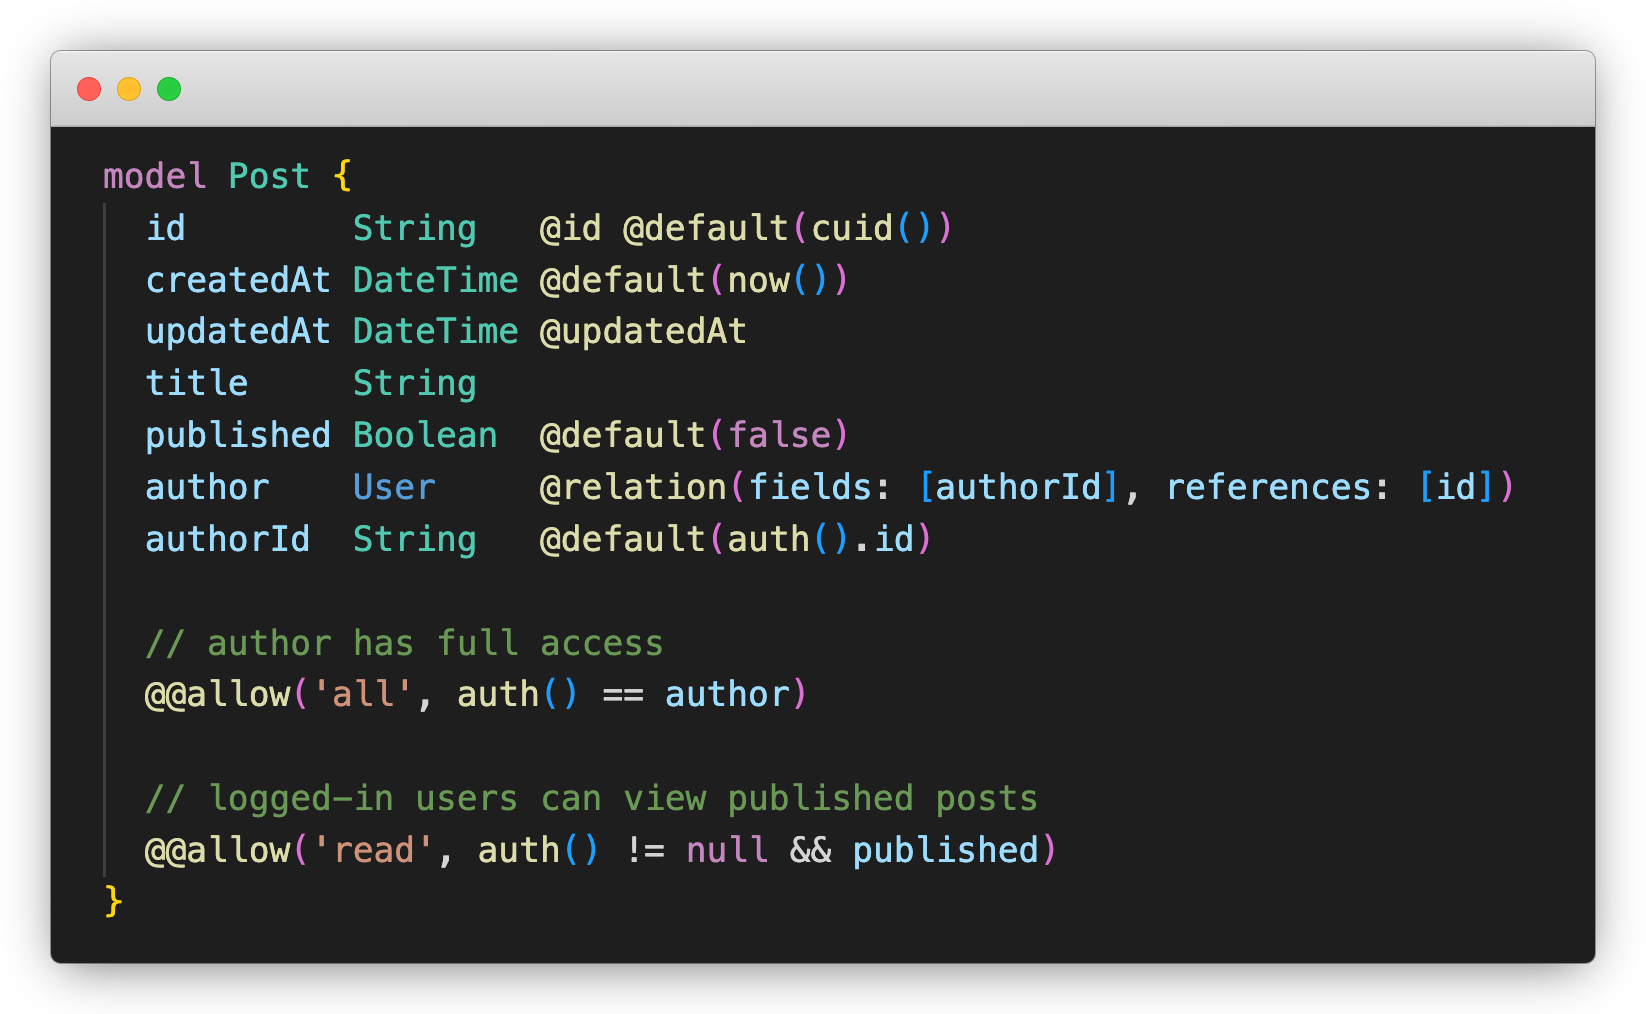 model Post {
  id        String   @id @default(cuid())
  createdAt DateTime @default(now())
  updatedAt DateTime @updatedAt
  title     String
  published Boolean  @default(false)
  author    User     @relation(fields: [authorId], references: [id])
  authorId  String   @default(auth().id)

  // author has full access
  @@allow('all', auth() == author)

  // logged-in users can view published posts
  @@allow('read', auth() != null && published)
}